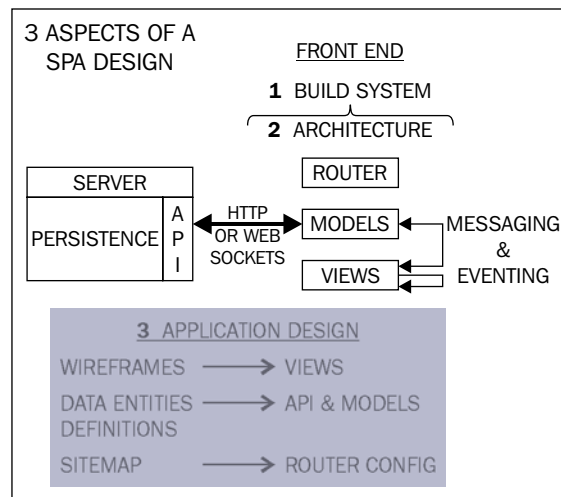 3 ASPECTS OF A
SPA DESIGN
FRONT END
1 BUILD SYSTEM
2 ARCHITECTURE
SERVER
PERSISTENCE
API
HTTP
OR WEB
SOCKETS
ROUTER
MODELS
VIEWS
MESSAGING
&
EVENTING
3 APPLICATION DESIGN
WIREFRAMES VIEWS
DATA ENTITIES API & MODELS
DEFINITIONS
SITEMAP ROUTER CONFIG